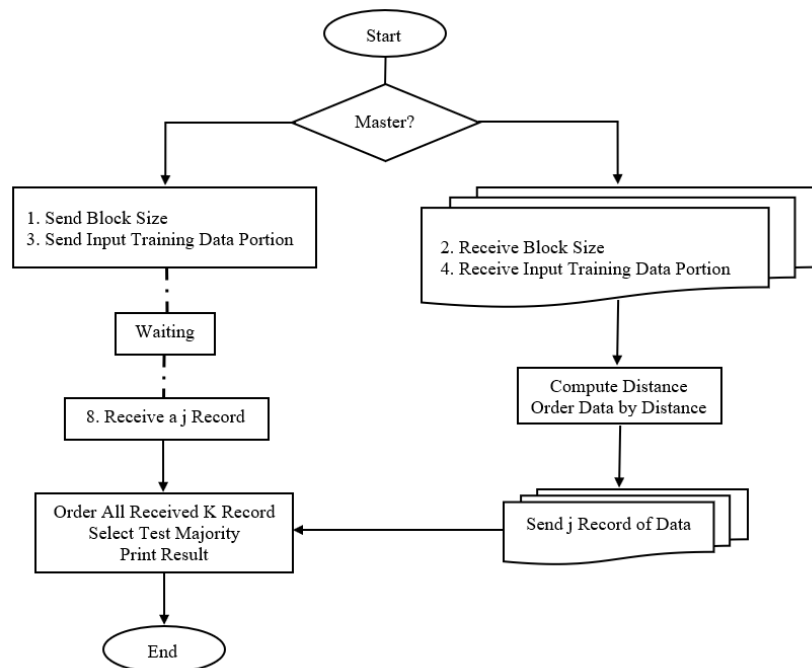 Start
Master?
1. Send Block Size
3. Send Input Training Data Portion
2. Receive Block Size
4. Receive Input Training Data Portion
Waiting
Compute Distance
Order Data by Distance
8. Receive a j Record
Order All Received K Record
Select Test Majority
Print Result
Send j Record of Data
End